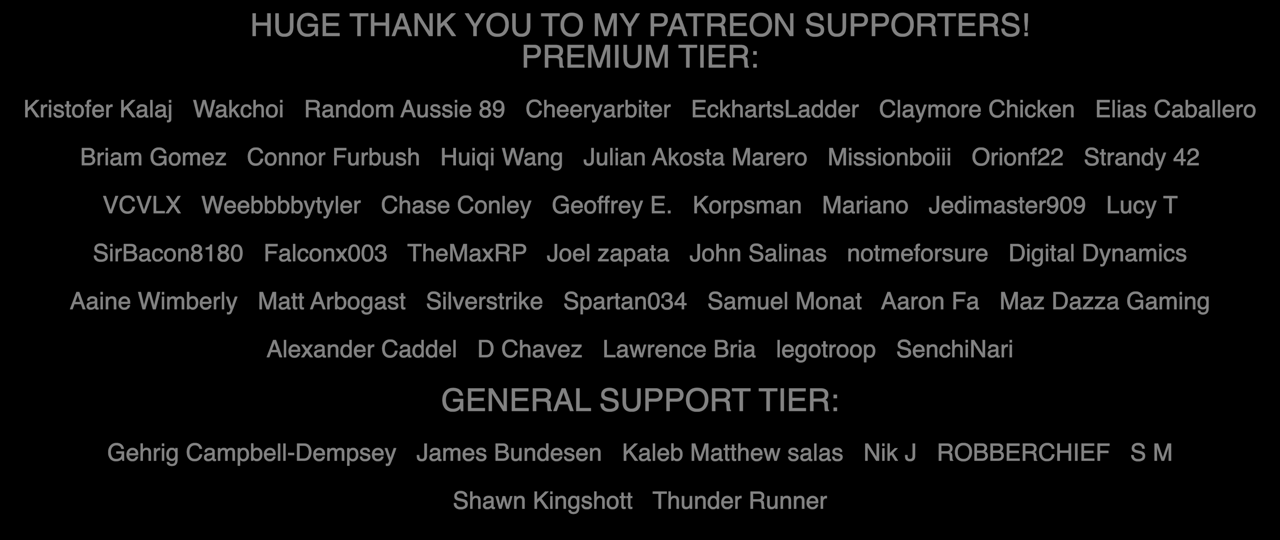 HUGE THANK YOU TO MY PATREON SUPPORTERS!
PREMIUM TIER:
Kristofer Kalaj Wakchoi Random Aussie 89 Cheeryarbiter EckhartsLadder Claymore Chicken Elias Caballero
Briam Gomez Connor Furbush Huiqi Wang Julian Akosta Marero Missionboiii Orionf22 Strandy 42
VCVLX Weebbbbytyler Chase Conley Geoffrey E. Korpsman Mariano Jedimaster909 Lucy T
SirBacon8180 Falconx003 TheMaxRP Joel zapata John Salinas notmeforsure Digital Dynamics
Aaine Wimberly Matt Arbogast Silverstrike Spartan034 Samuel Monat Aaron Fa Maz Dazza Gaming
Alexander Caddel D Chavez Lawrence Bria legotroop SenchiNari
GENERAL SUPPORT TIER:
Gehrig Campbell-Dempsey James Bundesen Kaleb Matthew salas Nik J ROBBERCHIEF S M
Shawn Kingshott Thunder Runner